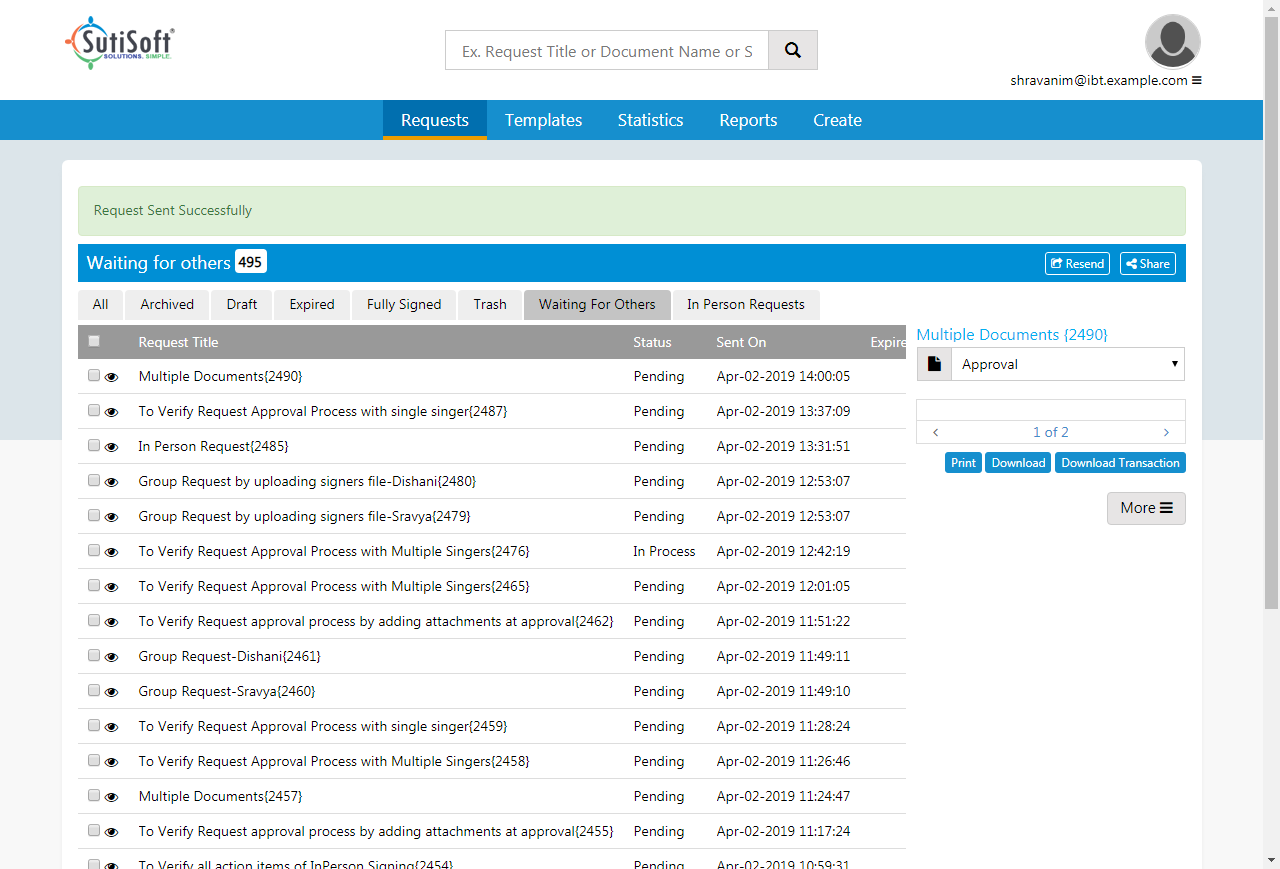 SutiSoft®
SOLUTIONS. SIMPLE.
Ex. Request Title or Document Name or S
shravanim@ibt.example.com
Requests Templates Statistics Reports Create
Request Sent Successfully
Waiting for others 495 Resend Share
All Archived Draft Expired Fully Signed Trash Waiting For Others In Person Requests
Request Title Status Sent On Expire
Multiple Documents{2490} Pending Apr-02-2019 14:00:05
To Verify Request Approval Process with single singer{2487} Pending Apr-02-2019 13:37:09
In Person Request{2485} Pending Apr-02-2019 13:31:51
Group Request by uploading signers file-Dishani{2480} Pending Apr-02-2019 12:53:07
Group Request by uploading signers file-Sravya{2479} Pending Apr-02-2019 12:53:07
To Verify Request Approval Process with Multiple Singers{2476} In Process Apr-02-2019 12:42:19
To Verify Request Approval Process with Multiple Singers{2465} Pending Apr-02-2019 12:01:05
To Verify Request approval process by adding attachments at approval{2462} Pending Apr-02-2019 11:51:22
Group Request-Dishani{2461} Pending Apr-02-2019 11:49:11
Group Request-Sravya{2460} Pending Apr-02-2019 11:49:10
To Verify Request Approval Process with single singer{2459} Pending Apr-02-2019 11:28:24
To Verify Request Approval Process with Multiple Singers{2458} Pending Apr-02-2019 11:26:46
Multiple Documents{2457} Pending Apr-02-2019 11:24:47
To Verify Request approval process by adding attachments at approval{2455} Pending Apr-02-2019 11:17:24
To Verify all action items of InPerson Signing{2454} Pending Apr-02-2019 10:59:31
Multiple Documents {2490}
Approval
‹ 1 of 2 ›
Print Download Download Transaction
More